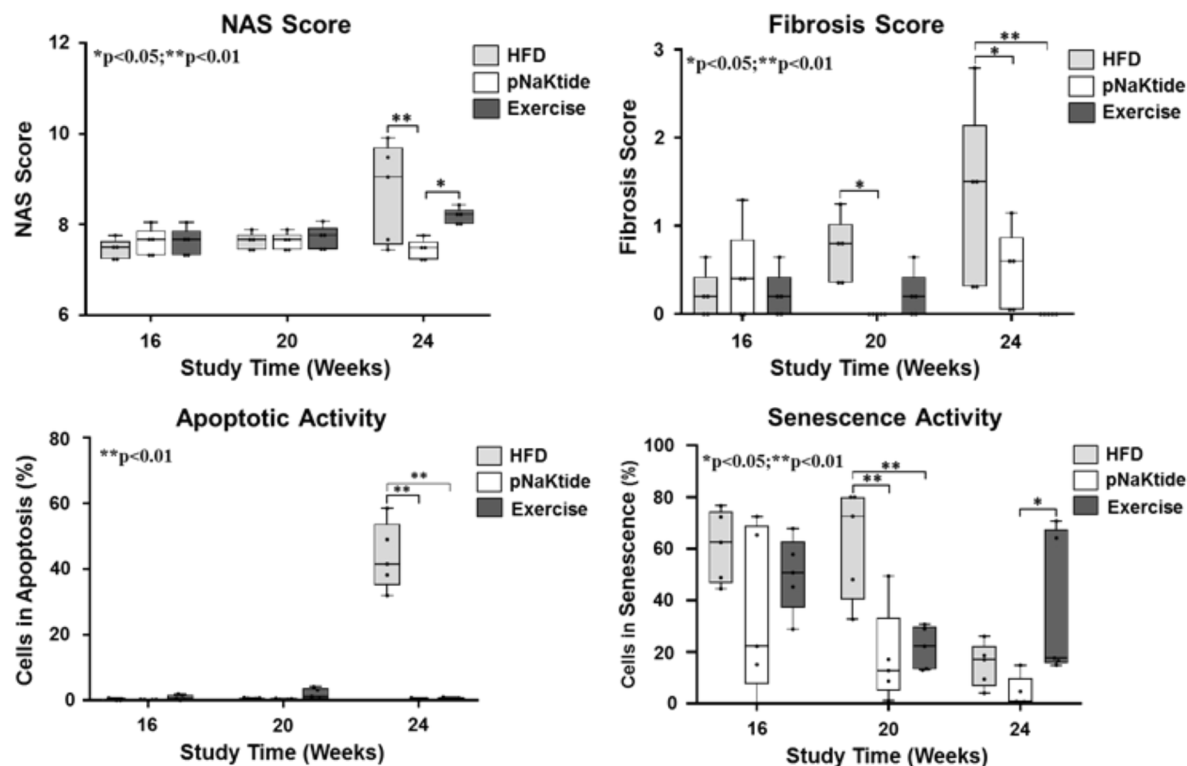 NAS Score
*p<0.05;**p<0.01
HFD
pNaKtide
Exercise
NAS Score
12
10
8
6
**
*
16 20 24
Study Time (Weeks)
Fibrosis Score
*p<0.05;**p<0.01
HFD
pNaKtide
Exercise
Fibrosis Score
3
2
1
0
*
**
*
16 20 24
Study Time (Weeks)
Apoptotic Activity
**p<0.01
HFD
pNaKtide
Exercise
Cells in Apoptosis (%)
80
60
40
20
0
**
**
16 20 24
Study Time (Weeks)
Senescence Activity
*p<0.05;**p<0.01
HFD
pNaKtide
Exercise
Cells in Senescence (%)
100
80
60
40
20
0
**
**
*
16 20 24
Study Time (Weeks)